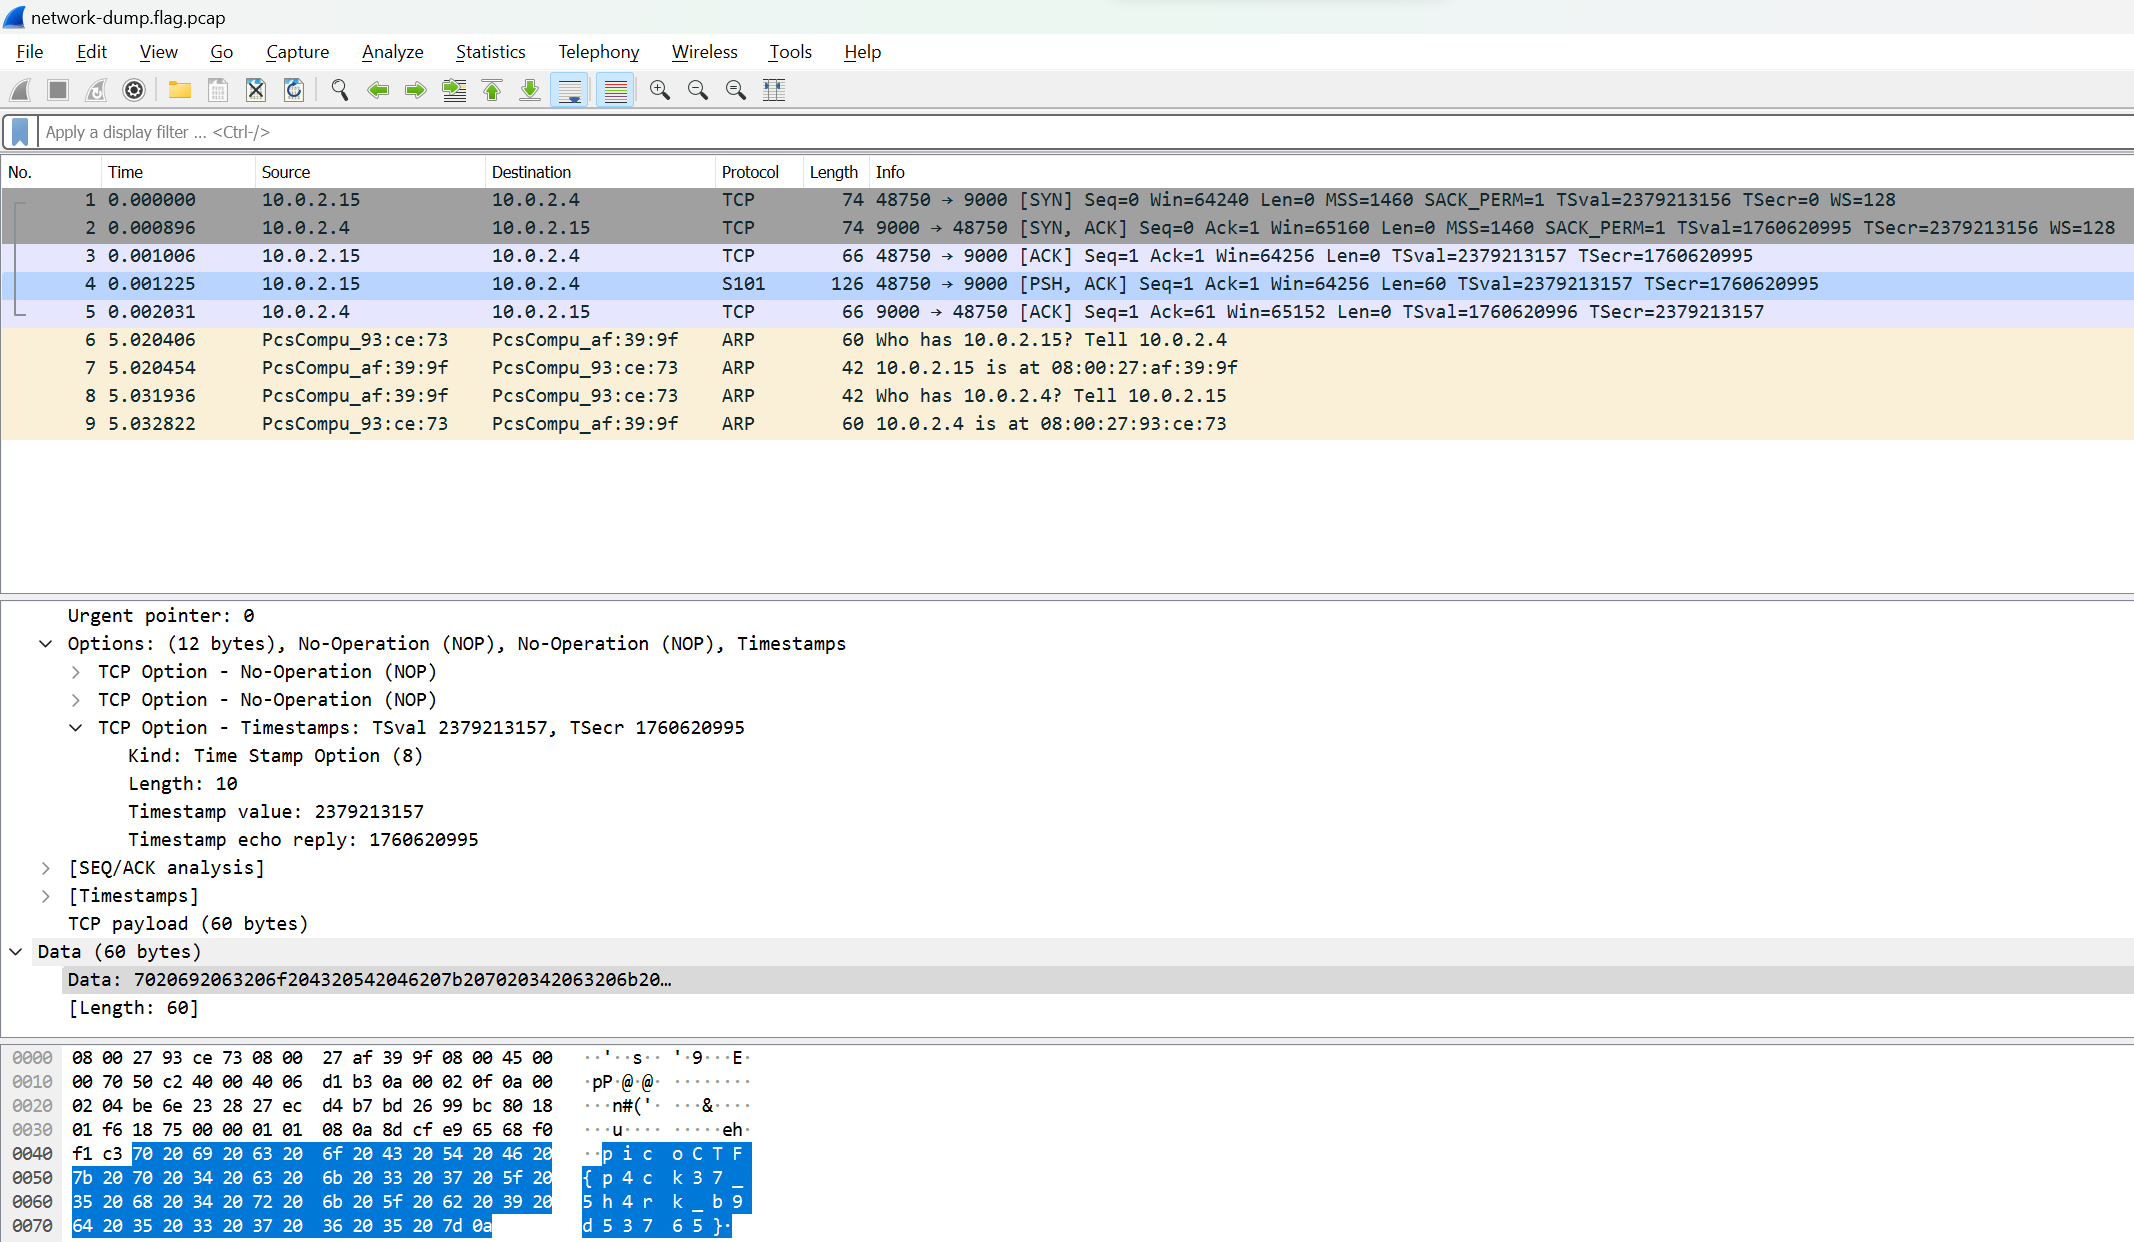 network-dump.flag.pcap
File Edit View Go Capture Analyze Statistics Telephony Wireless Tools Help
Apply a display filter ... <Ctrl-/>
No. Time Source Destination Protocol Length Info
1 0.000000 10.0.2.15 10.0.2.4 TCP 74 48750 → 9000 [SYN] Seq=0 Win=64240 Len=0 MSS=1460 SACK_PERM=1 TSval=2379213156 TSecr=0 WS=128
2 0.000896 10.0.2.4 10.0.2.15 TCP 74 9000 → 48750 [SYN, ACK] Seq=0 Ack=1 Win=65160 Len=0 MSS=1460 SACK_PERM=1 TSval=1760620995 TSecr=2379213156 WS=128
3 0.001006 10.0.2.15 10.0.2.4 TCP 66 48750 → 9000 [ACK] Seq=1 Ack=1 Win=64256 Len=0 TSval=2379213157 TSecr=1760620995
4 0.001225 10.0.2.15 10.0.2.4 S101 126 48750 → 9000 [PSH, ACK] Seq=1 Ack=1 Win=64256 Len=60 TSval=2379213157 TSecr=1760620995
5 0.002031 10.0.2.4 10.0.2.15 TCP 66 9000 → 48750 [ACK] Seq=1 Ack=61 Win=65152 Len=0 TSval=1760620996 TSecr=2379213157
6 5.020406 PcsCompu_93:ce:73 PcsCompu_af:39:9f ARP 60 Who has 10.0.2.15? Tell 10.0.2.4
7 5.020454 PcsCompu_af:39:9f PcsCompu_93:ce:73 ARP 42 10.0.2.15 is at 08:00:27:af:39:9f
8 5.031936 PcsCompu_af:39:9f PcsCompu_93:ce:73 ARP 42 Who has 10.0.2.4? Tell 10.0.2.15
9 5.032822 PcsCompu_93:ce:73 PcsCompu_af:39:9f ARP 60 10.0.2.4 is at 08:00:27:93:ce:73
Urgent pointer: 0
Options: (12 bytes), No-Operation (NOP), No-Operation (NOP), Timestamps
TCP Option - No-Operation (NOP)
TCP Option - No-Operation (NOP)
TCP Option - Timestamps: TSval 2379213157, TSecr 1760620995
Kind: Time Stamp Option (8)
Length: 10
Timestamp value: 2379213157
Timestamp echo reply: 1760620995
[SEQ/ACK analysis]
[Timestamps]
TCP payload (60 bytes)
Data (60 bytes)
Data: 7020692063206f204320542046207b207020342063206b20…
[Length: 60]
0000 08 00 27 93 ce 73 08 00 27 af 39 9f 08 00 45 00 ··'··s·· '·9···E·
0010 00 70 50 c2 40 00 40 06 d1 b3 0a 00 02 0f 0a 00 ·pP·@·@· ········
0020 02 04 be 6e 23 28 27 ec d4 b7 bd 26 99 bc 80 18 ···n#('· ···&····
0030 01 f6 18 75 00 00 01 01 08 0a 8d cf e9 65 68 f0 ···u···· ·····eh·
0040 f1 c3 70 20 69 20 63 20 6f 20 43 20 54 20 46 20 ··p i c o C T F
0050 7b 20 70 20 34 20 63 20 6b 20 33 20 37 20 5f 20 { p 4 c k 3 7 _
0060 35 20 68 20 34 20 72 20 6b 20 5f 20 62 20 39 20 5 h 4 r k _ b 9
0070 64 20 35 20 33 20 37 20 36 20 35 20 7d 0a d 5 3 7 6 5 }·